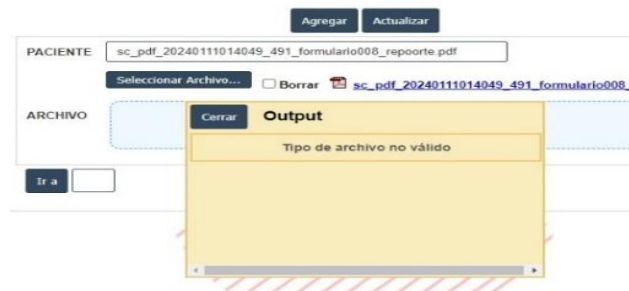 Agregar Actualizar
PACIENTE sc_pdf_20240111014049_491_formulario008_repoorte.pdf
Seleccionar Archivo... Borrar sc_pdf_20240111014049_491_formulario008_
ARCHIVO
Cerrar Output
Tipo de archivo no válido
Ir a